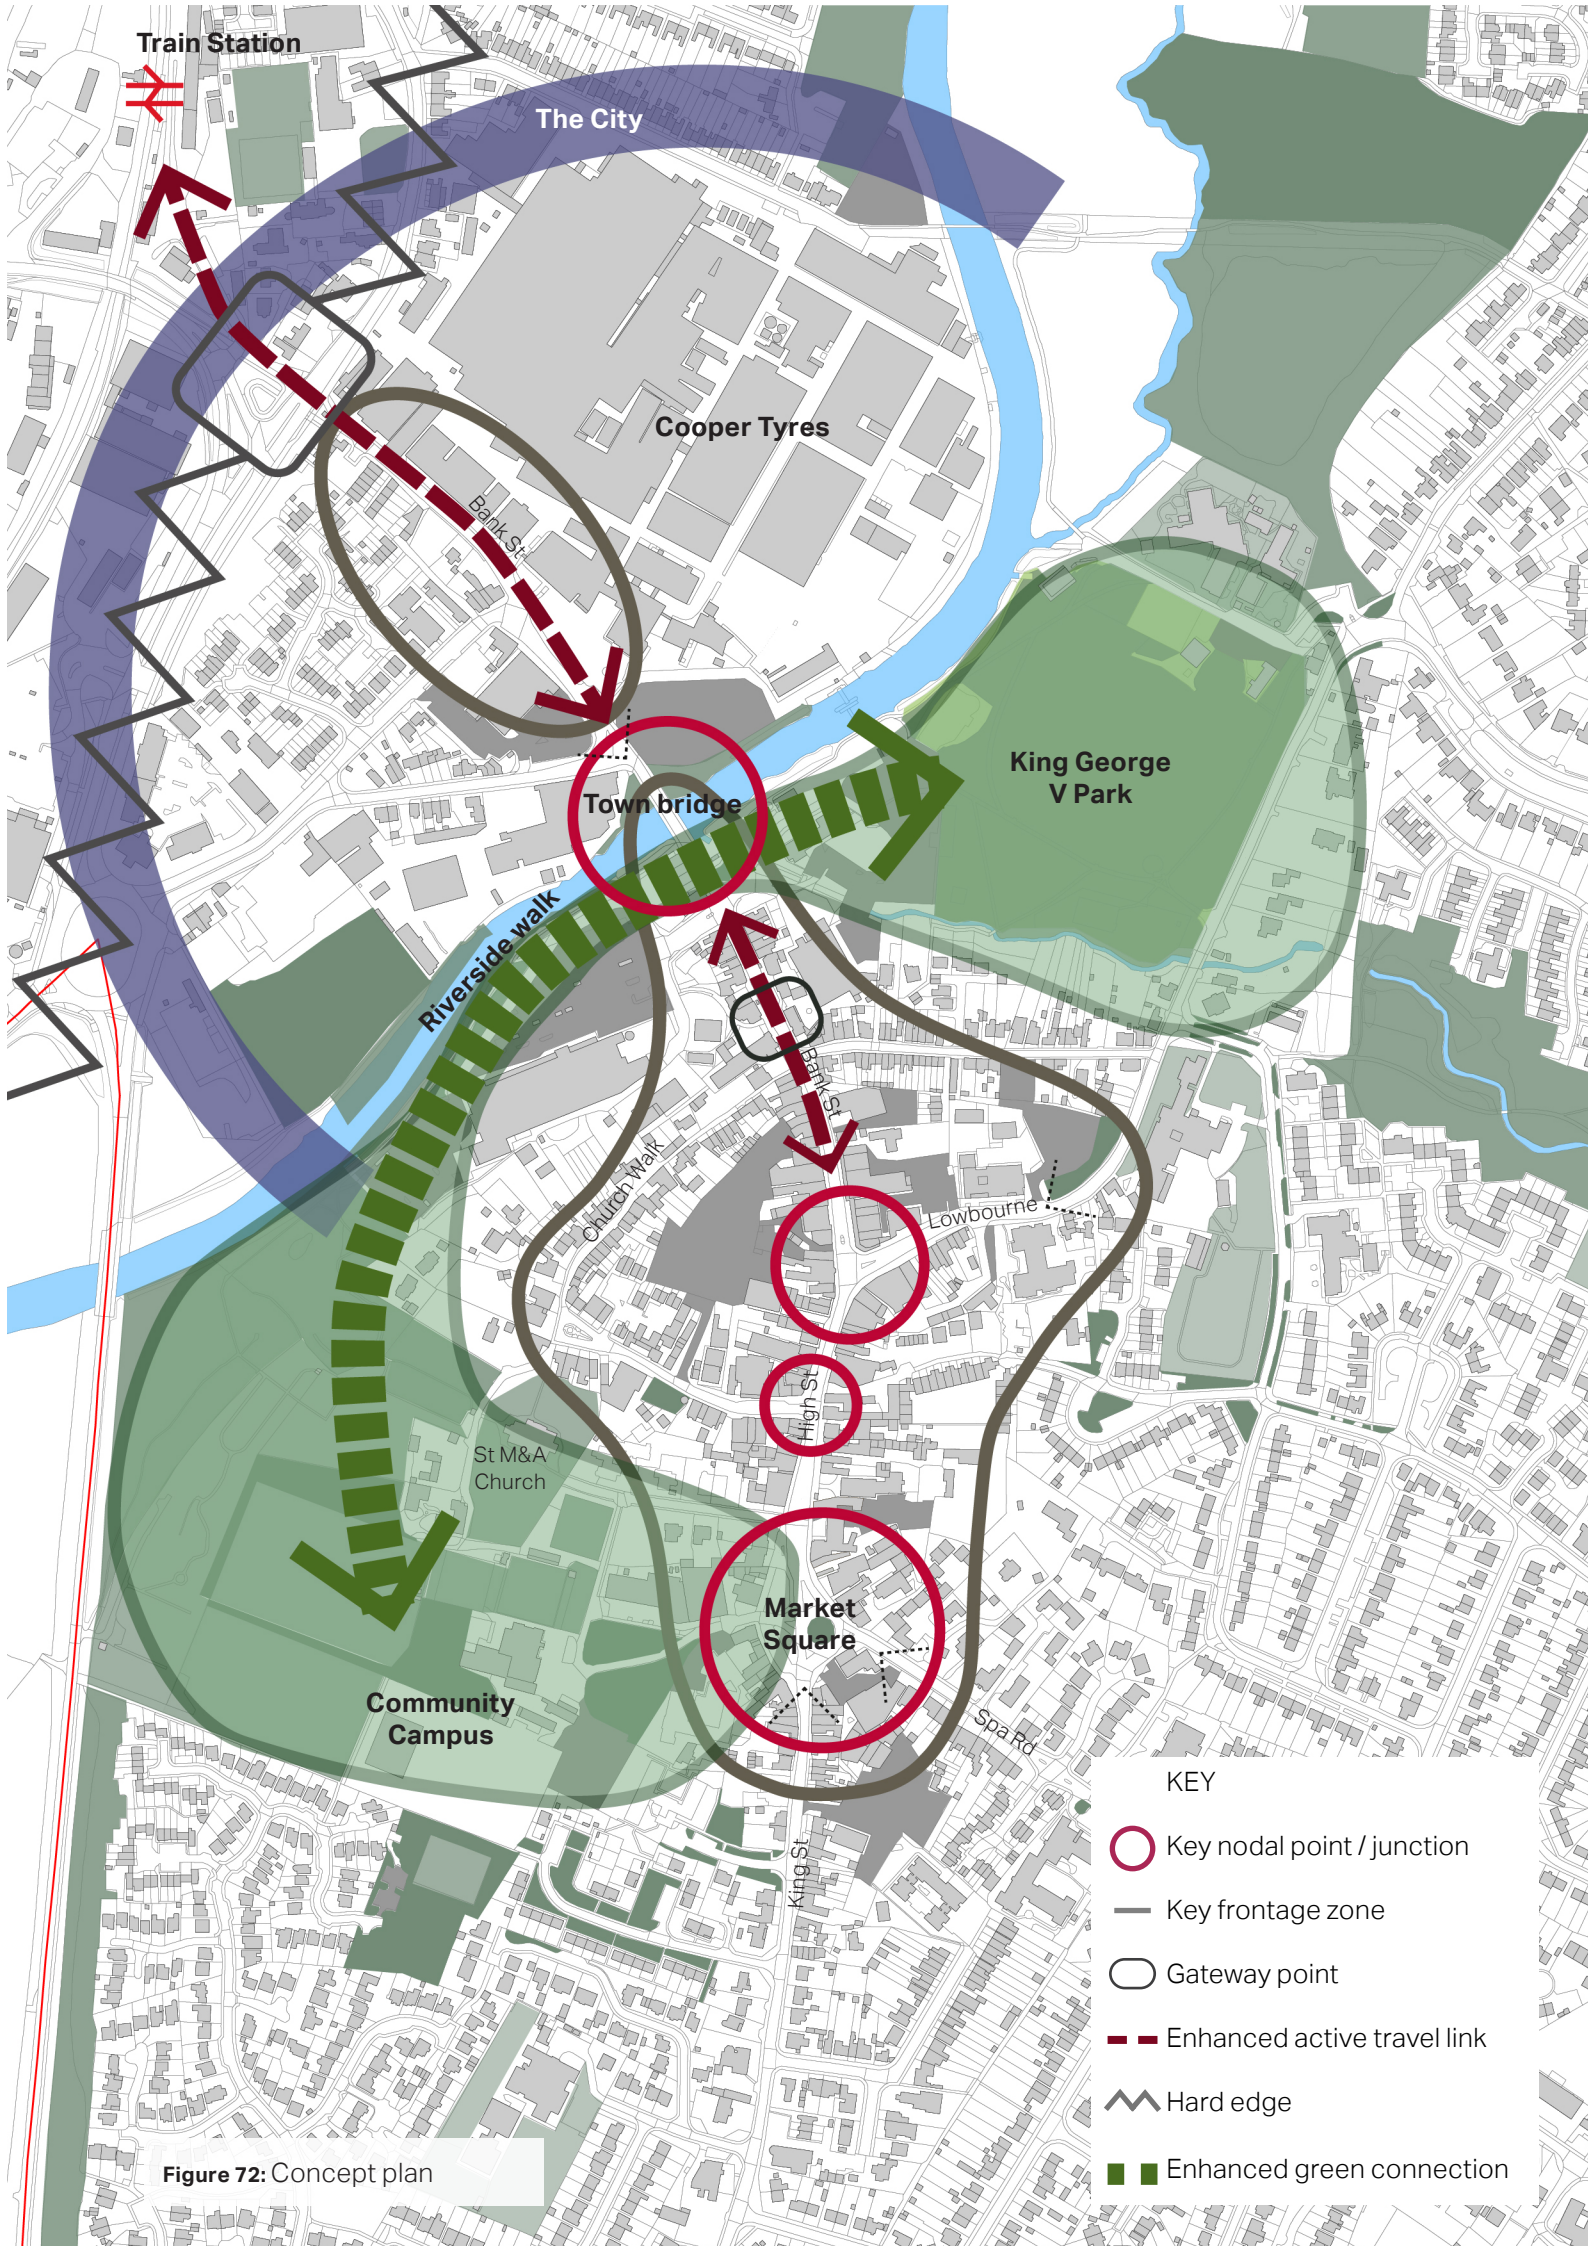 Train Station
The City
Cooper Tyres
Bank St
King George
V Park
Town bridge
Riverside walk
Bank St
Church Walk
Lowbourne
High St
St M&A
Church
Market
Square
Community
Campus
Spa Rd
King St
KEY
Key nodal point / junction
Key frontage zone
Gateway point
Enhanced active travel link
Hard edge
Enhanced green connection
Figure 72: Concept plan